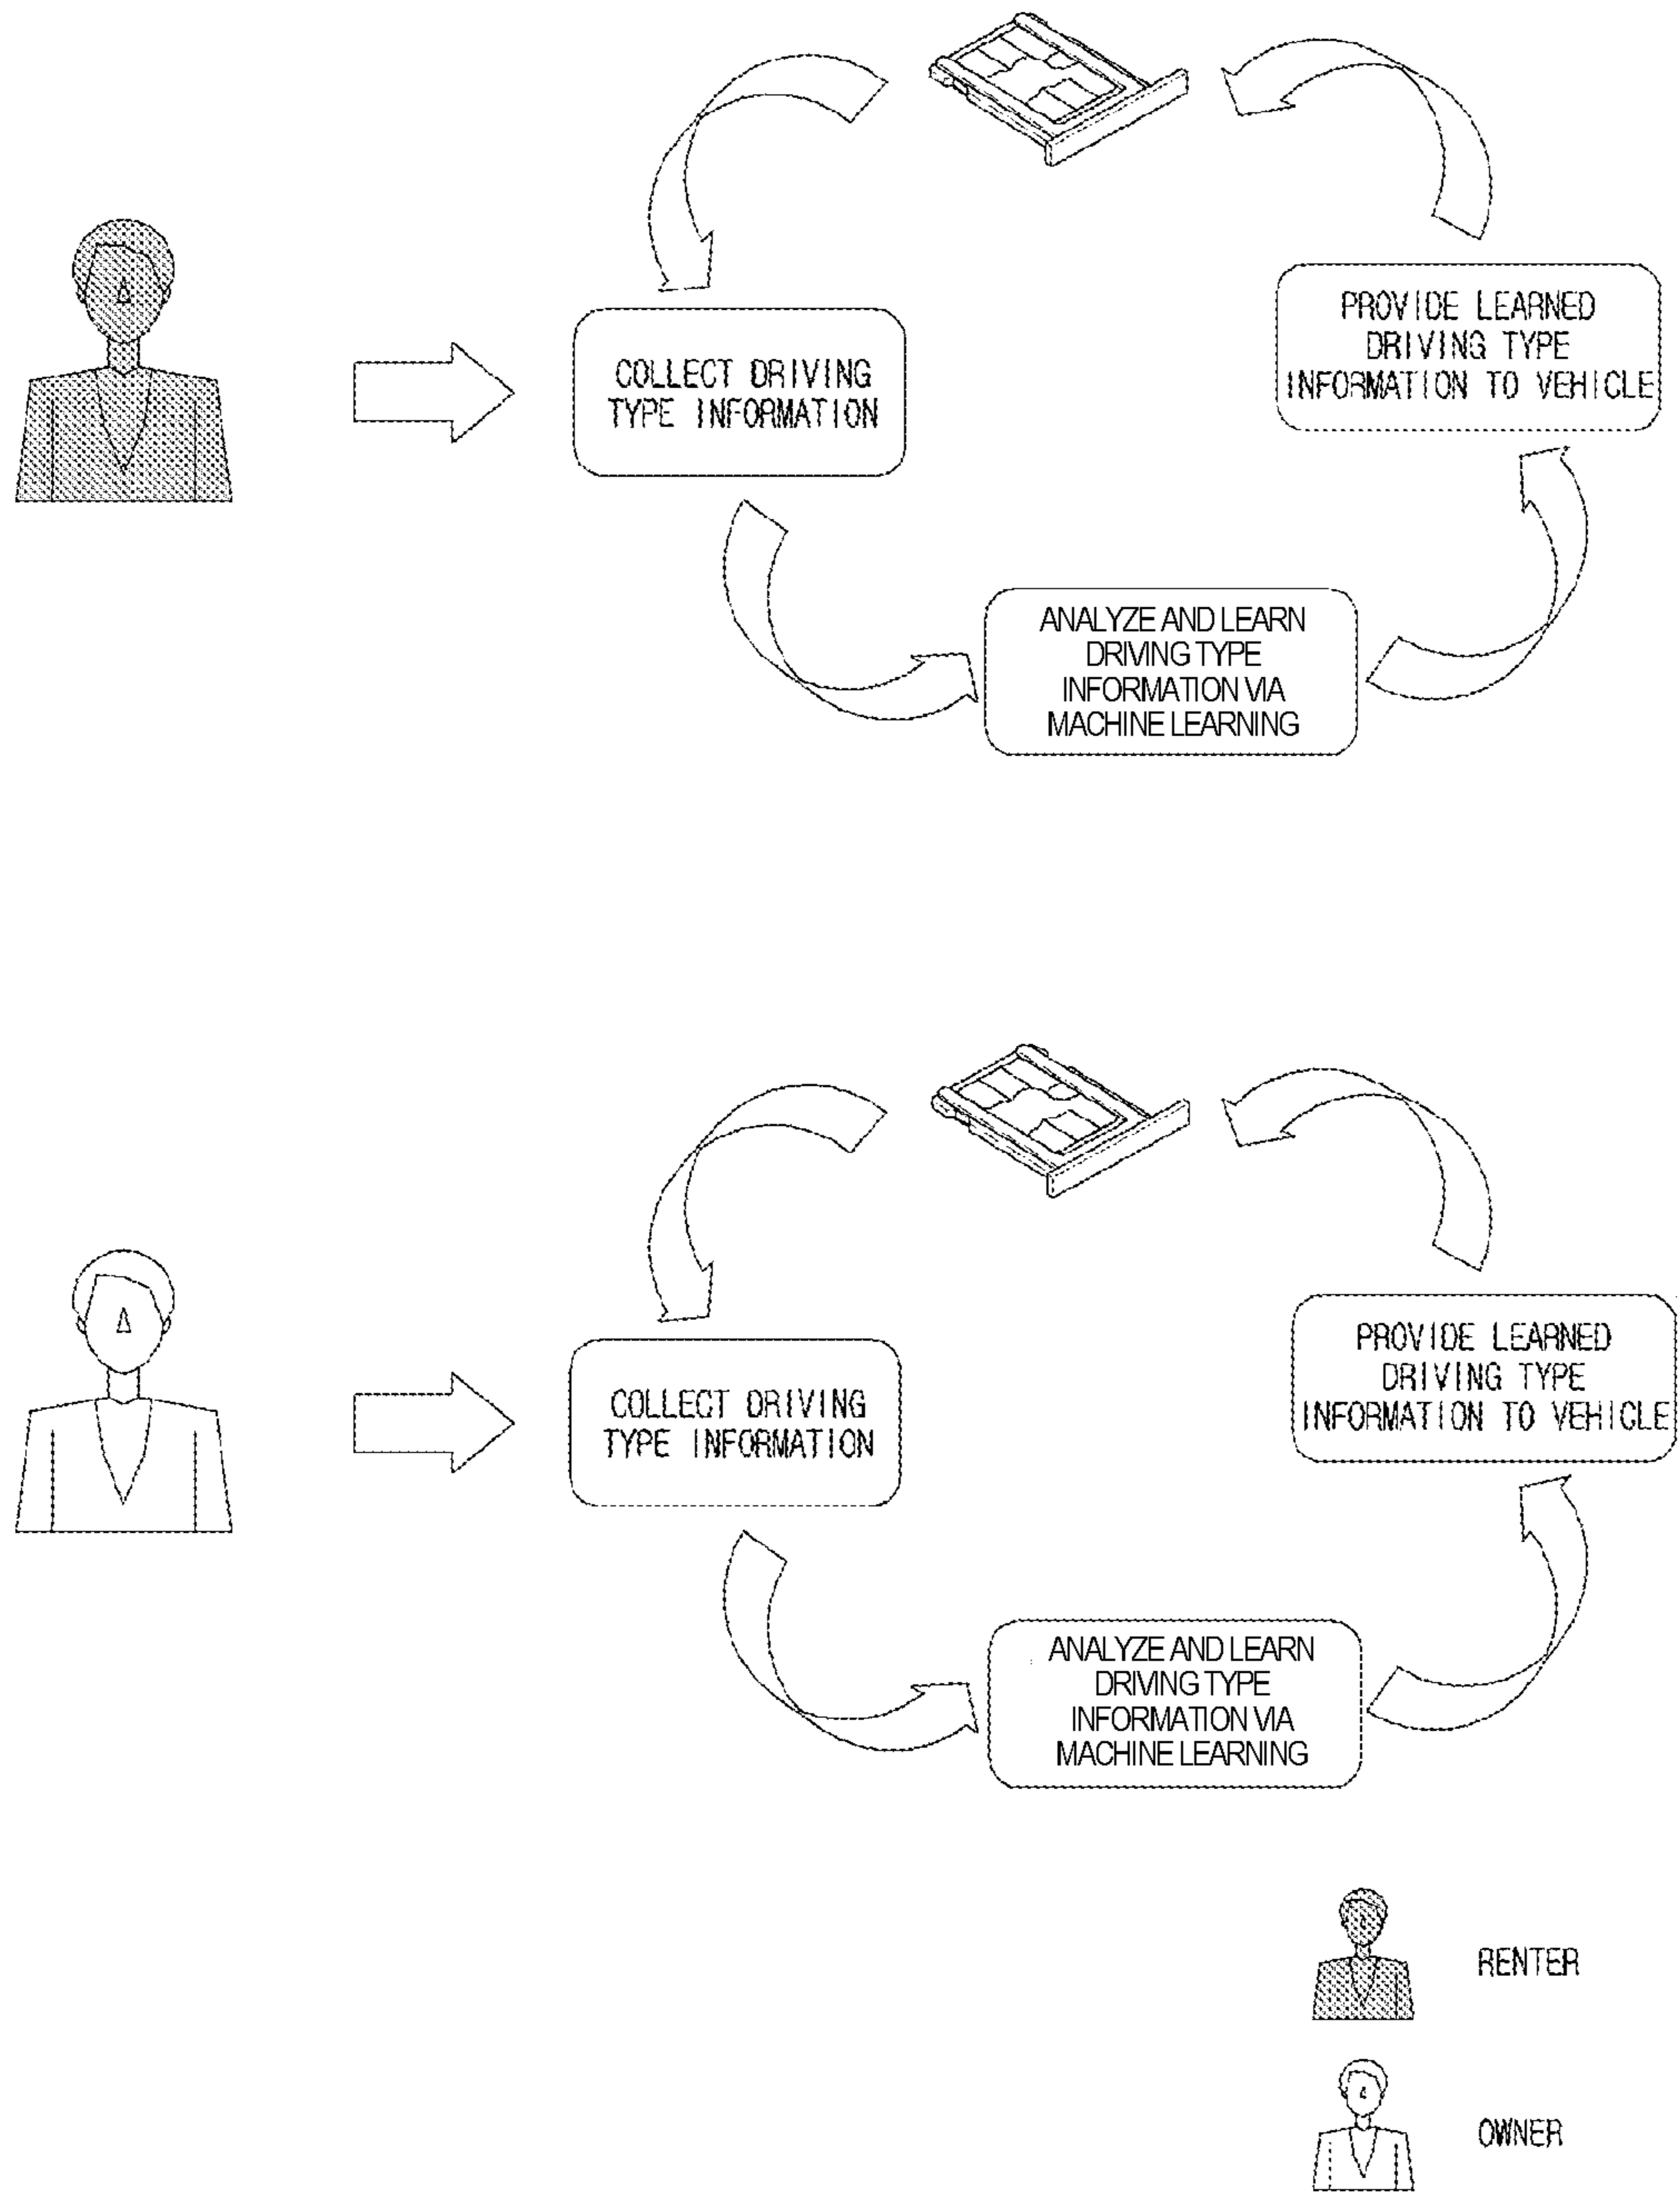 COLLECT DRIVING
TYPE INFORMATION
PROVIDE LEARNED
DRIVING TYPE
INFORMATION TO VEHICLE
ANALYZE AND LEARN
DRIVING TYPE
INFORMATION VIA
MACHINE LEARNING
COLLECT DRIVING
TYPE INFORMATION
PROVIDE LEARNED
DRIVING TYPE
INFORMATION TO VEHICLE
ANALYZE AND LEARN
DRIVING TYPE
INFORMATION VIA
MACHINE LEARNING
RENTER
OWNER